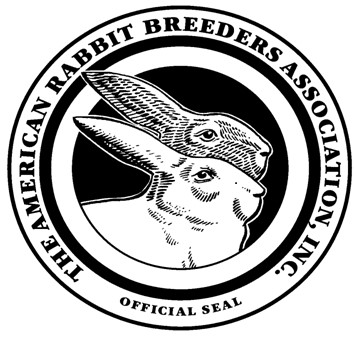 THE AMERICAN RABBIT BREEDERS ASSOCIATION, INC.
OFFICIAL SEAL